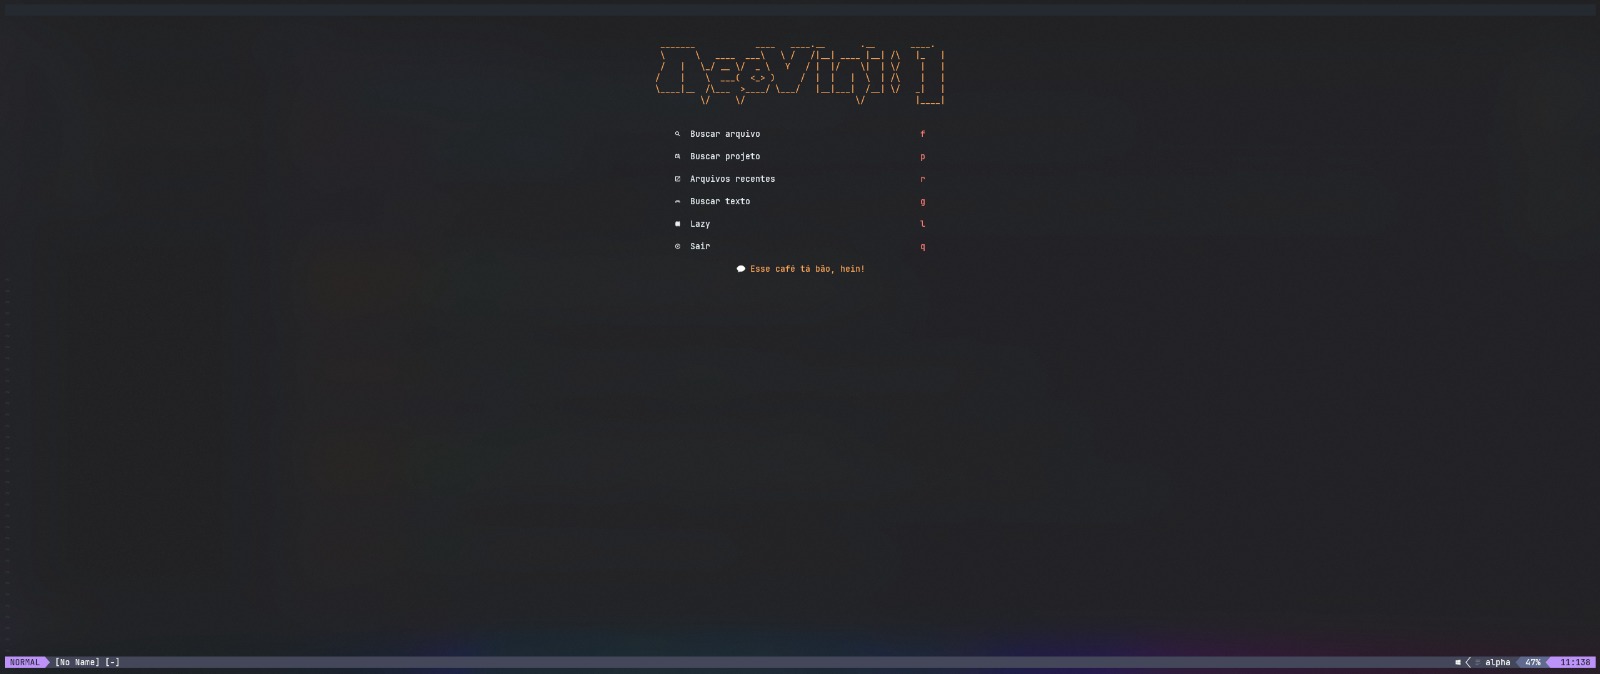 Buscar arquivo f
Buscar projeto p
Arquivos recentes r
Buscar texto g
Lazy l
Sair q
Esse café tá bão, hein!
NORMAL [No Name] [-] alpha 47% 11:138